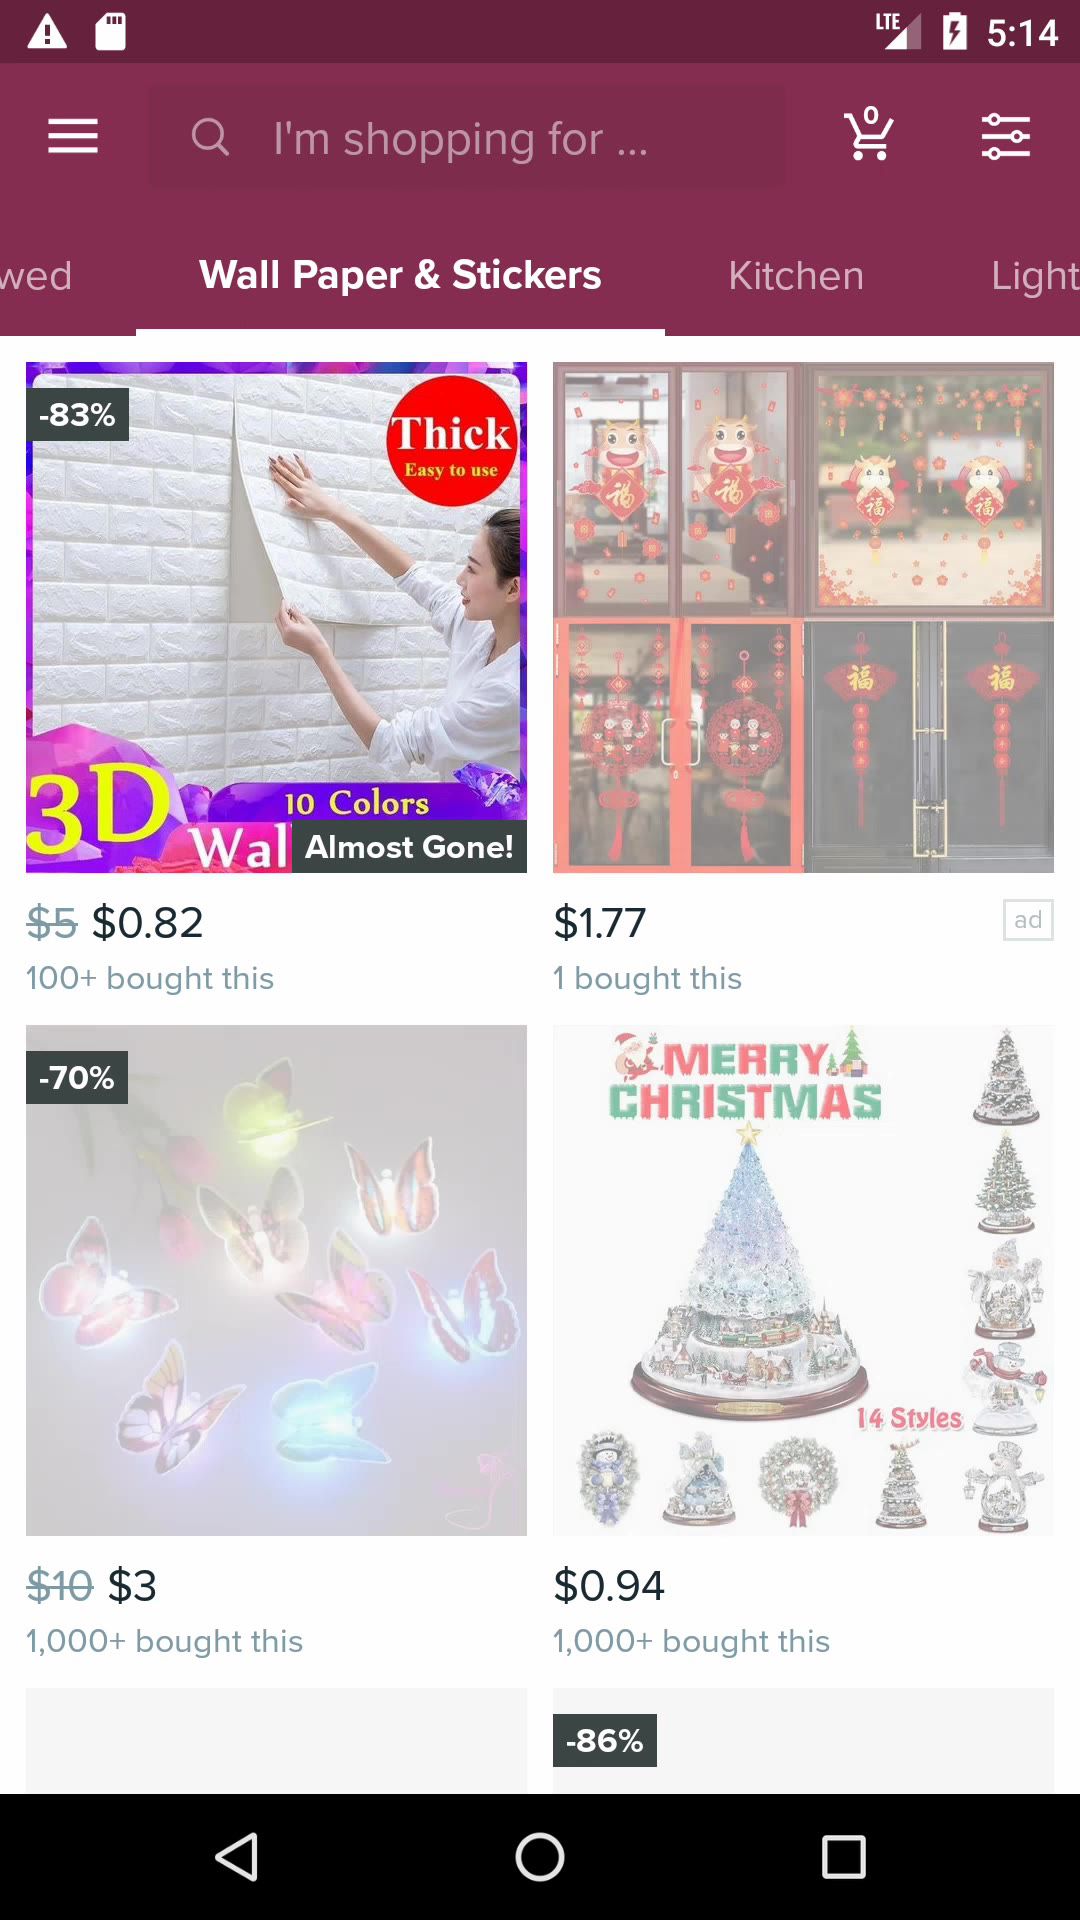 LTE 5:14
I'm shopping for ...
0
wed
Wall Paper & Stickers
Kitchen
Light
-83%
Thick
Easy to use
3D
10 Colors
Wal
Almost Gone!
福
福
福
福
福
福
$5 $0.82
100+ bought this
$1.77
ad
1 bought this
-70%
MERRY
CHRISTMAS
14 Styles
$10 $3
1,000+ bought this
$0.94
1,000+ bought this
-86%